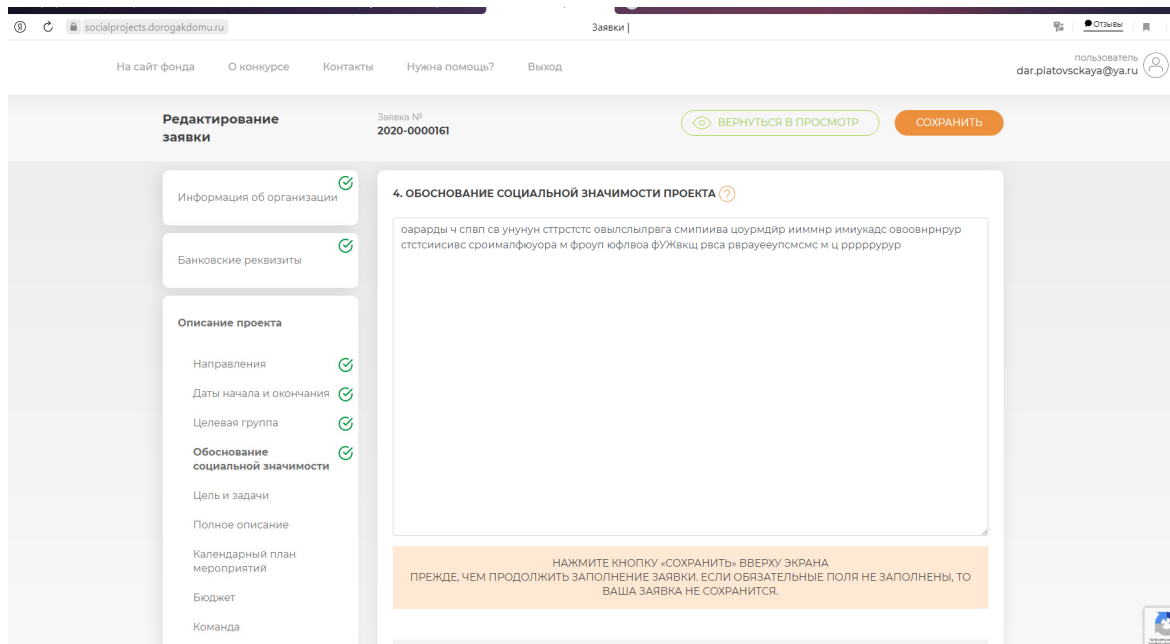 socialprojects.dorogakdomu.ru
Заявки |
Отзывы
На сайт фонда О конкурсе Контакты Нужна помощь? Выход
пользователь
dar.piatovsckaya@ya.ru
Редактирование
заявки
Заявка №
2020-0000161
ВЕРНУТЬСЯ В ПРОСМОТР
СОХРАНИТЬ
Информация об организации
Банковские реквизиты
Описание проекта
Направления
Даты начала и окончания
Целевая группа
Обоснование
социальной значимости
Цель и задачи
Полное описание
Календарный план
мероприятий
Бюджет
Команда
4. ОБОСНОВАНИЕ СОЦИАЛЬНОЙ ЗНАЧИМОСТИ ПРОЕКТА ?
оарарды ч спвп св унунун сттрстстс овылслылрвга смипиива цоурмдйр ииммнр имиукадс овоовнрнрур
стстсиисивс сроималфюуора м фроуп юфлвоа фУЖвкщ рвса рврауееупсмсмс м ц рррррурур
НАЖМИТЕ КНОПКУ «СОХРАНИТЬ» ВВЕРХУ ЭКРАНА
ПРЕЖДЕ, ЧЕМ ПРОДОЛЖИТЬ ЗАПОЛНЕНИЕ ЗАЯВКИ. ЕСЛИ ОБЯЗАТЕЛЬНЫЕ ПОЛЯ НЕ ЗАПОЛНЕНЫ, ТО
ВАША ЗАЯВКА НЕ СОХРАНИТСЯ.